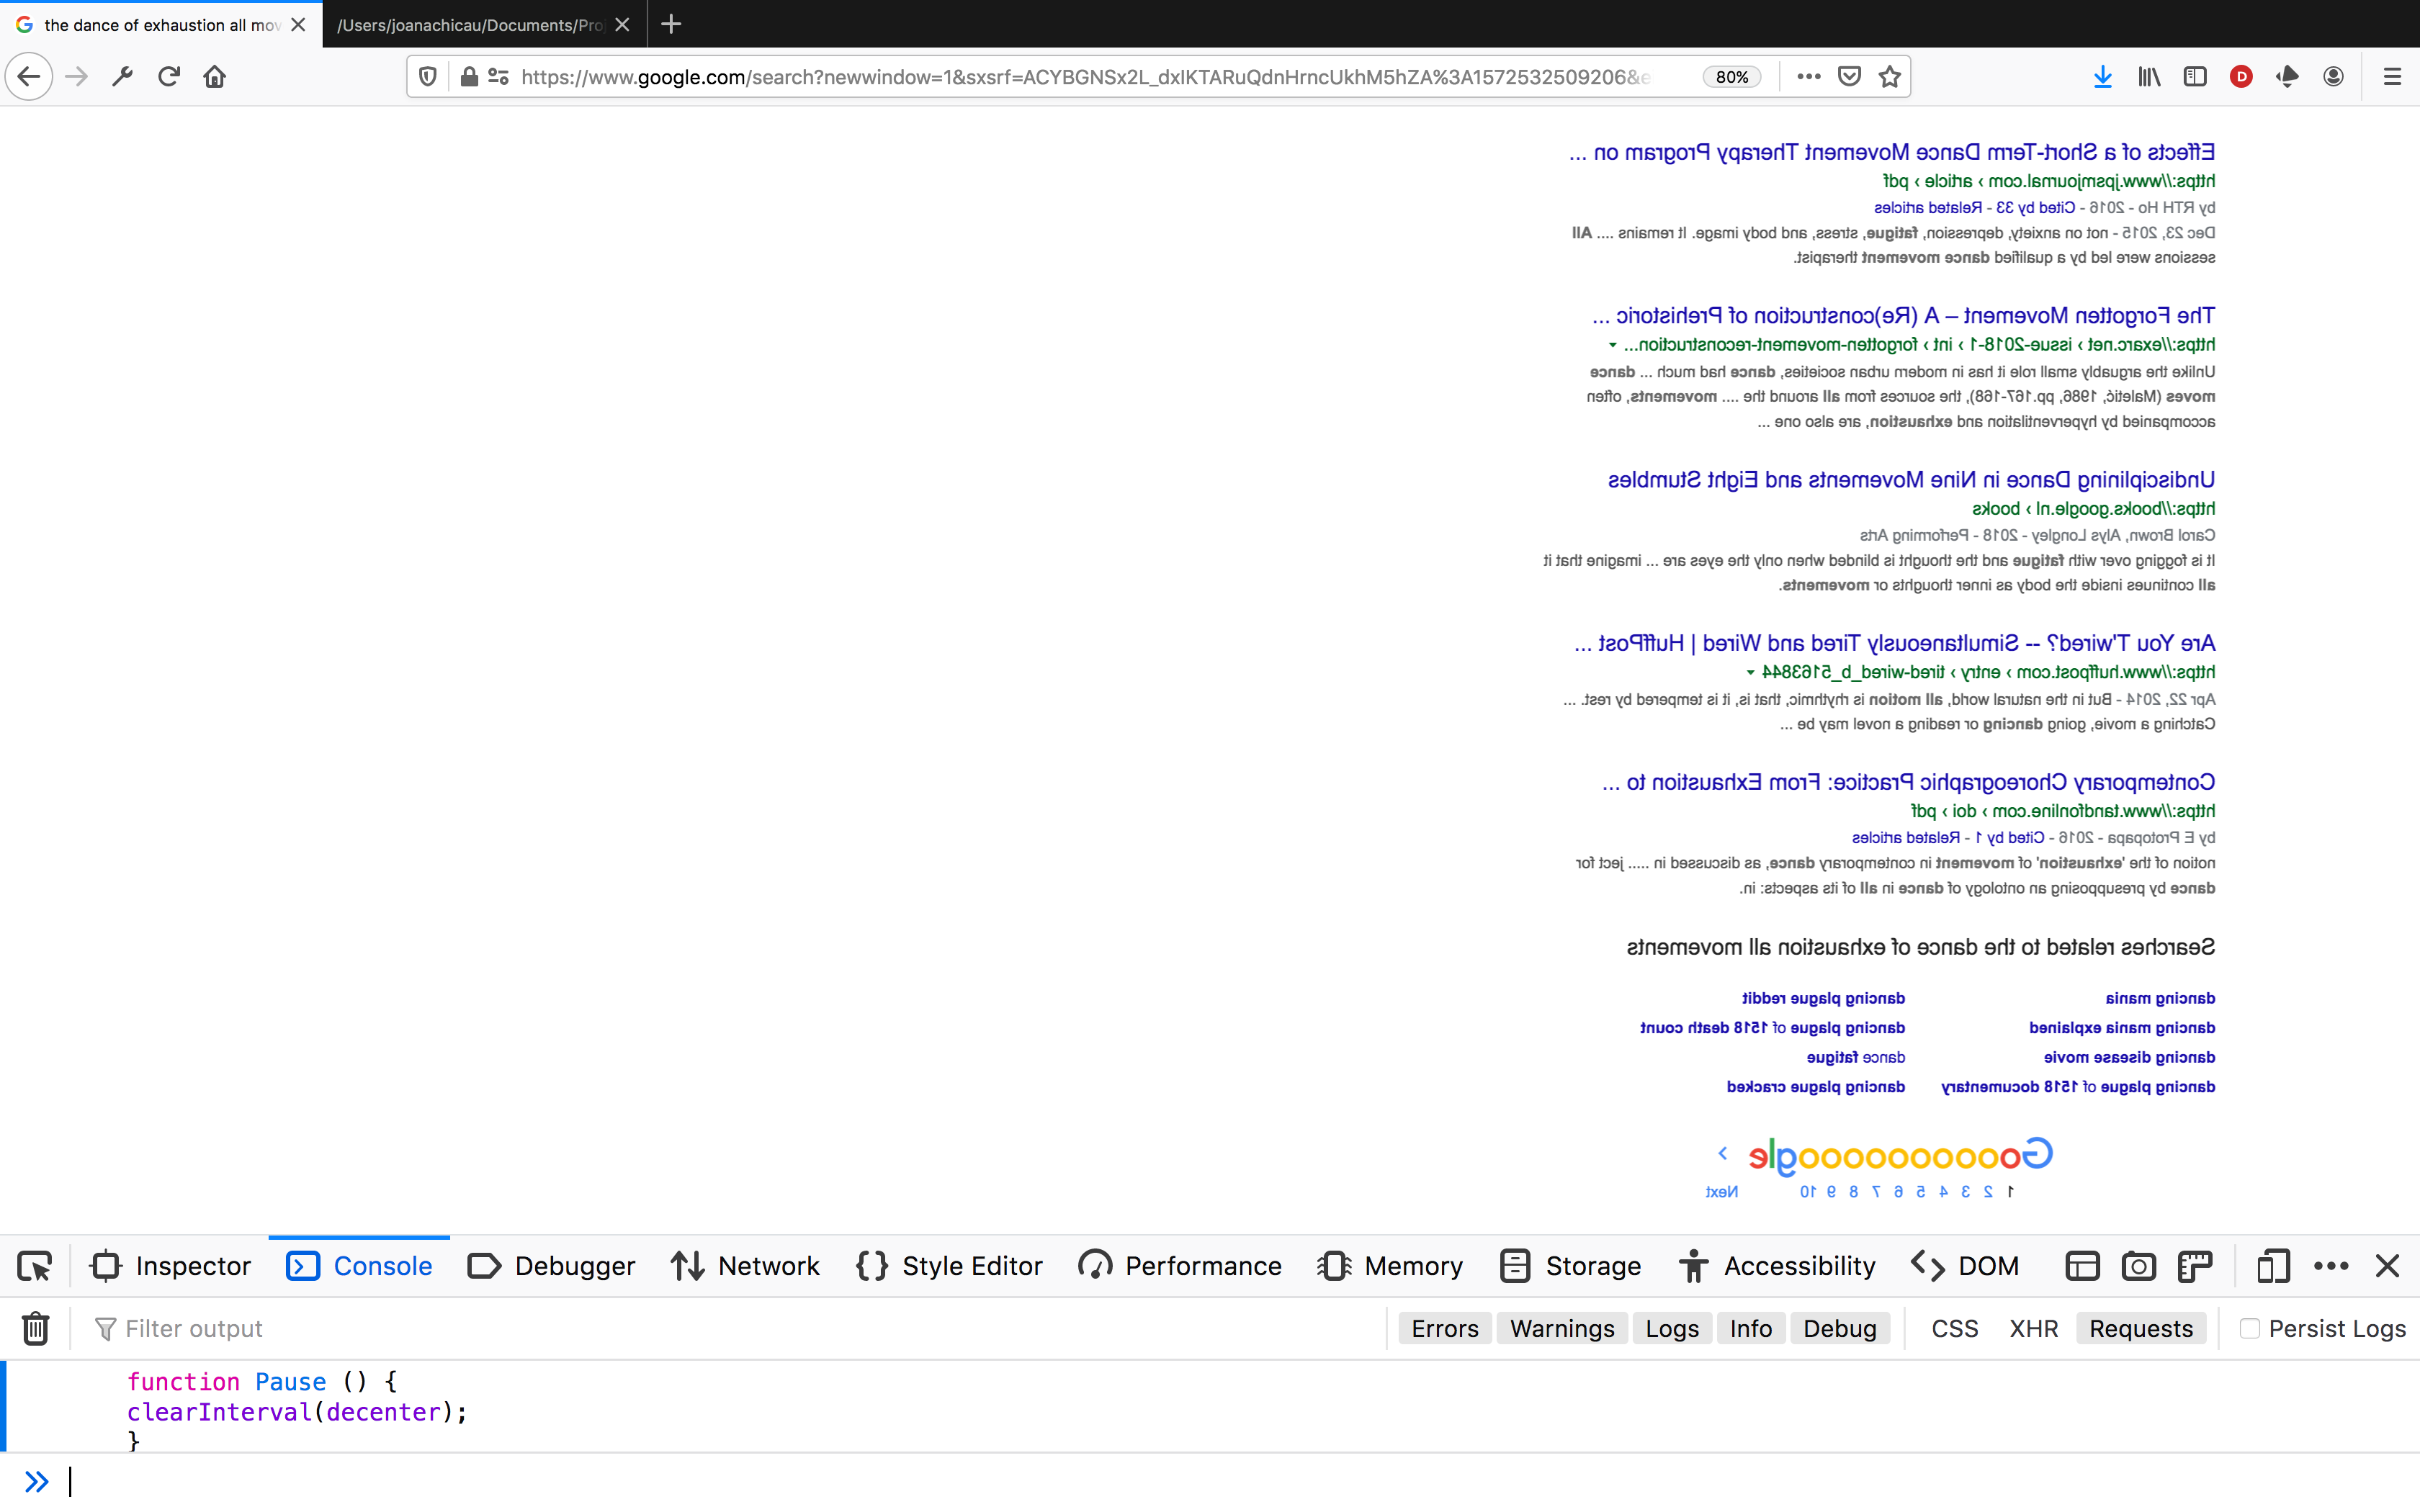 the dance of exhaustion all mov
/Users/joanachicau/Documents/Pro
https://www.google.com/search?newwindow=1&sxsrf=ACYBGNSx2L_dxIKTARuQdnHrncUkhM5hZA%3A1572532509206&e
80%
D
Effects of a Short-Term Dance Movement Therapy Program on ...
https://www.jpsmjournal.com › article › pdf
by RTH Ho - 2016 - Cited by 33 - Related articles
Dec 23, 2015 - not on anxiety, depression, fatigue, stress, and body image. It remains .... All
sessions were led by a qualified dance movement therapist.
The Forgotten Movement – A (Re)construction of Prehistoric ...
https://exarc.net › issue-2018-1 › int › forgotten-movement-reconstruction...
Unlike the arguably small role it has in modern urban societies, dance had much ... dance
moves (Maletić, 1986, pp.167-168), the sources from all around the .... movements, often
accompanied by hyperventilation and exhaustion, are also one ...
Undisciplining Dance in Nine Movements and Eight Stumbles
https://books.google.nl › books
Carol Brown, Alys Longley - 2018 - Performing Arts
It is fogging over with fatigue and the thought is blinded when only the eyes are ... imagine that it
all continues inside the body as inner thoughts or movements.
Are You T'wired? -- Simultaneously Tired and Wired | HuffPost ...
https://www.huffpost.com › entry › tired-wired_b_5163844
Apr 22, 2014 - But in the natural world, all motion is rhythmic, that is, it is tempered by rest. ...
Catching a movie, going dancing or reading a novel may be ...
Contemporary Choreographic Practice: From Exhaustion to ...
https://www.tandfonline.com › doi › pdf
by E Protopapa - 2016 - Cited by 1 - Related articles
notion of the 'exhaustion' of movement in contemporary dance, as discussed in ..... ject for
dance by presupposing an ontology of dance in all of its aspects: in.
Searches related to the dance of exhaustion all movements
dancing mania dancing plague reddit
dancing mania explained dancing plague of 1518 death count
dancing disease movie dance fatigue
dancing plague of 1518 documentary dancing plague cracked
Goooooooooogle ›
1 2 3 4 5 6 7 8 9 10 Next
Inspector Console Debugger Network {} Style Editor Performance Memory Storage Accessibility DOM
Filter output Errors Warnings Logs Info Debug CSS XHR Requests Persist Logs
function Pause () {
clearInterval(decenter);
}